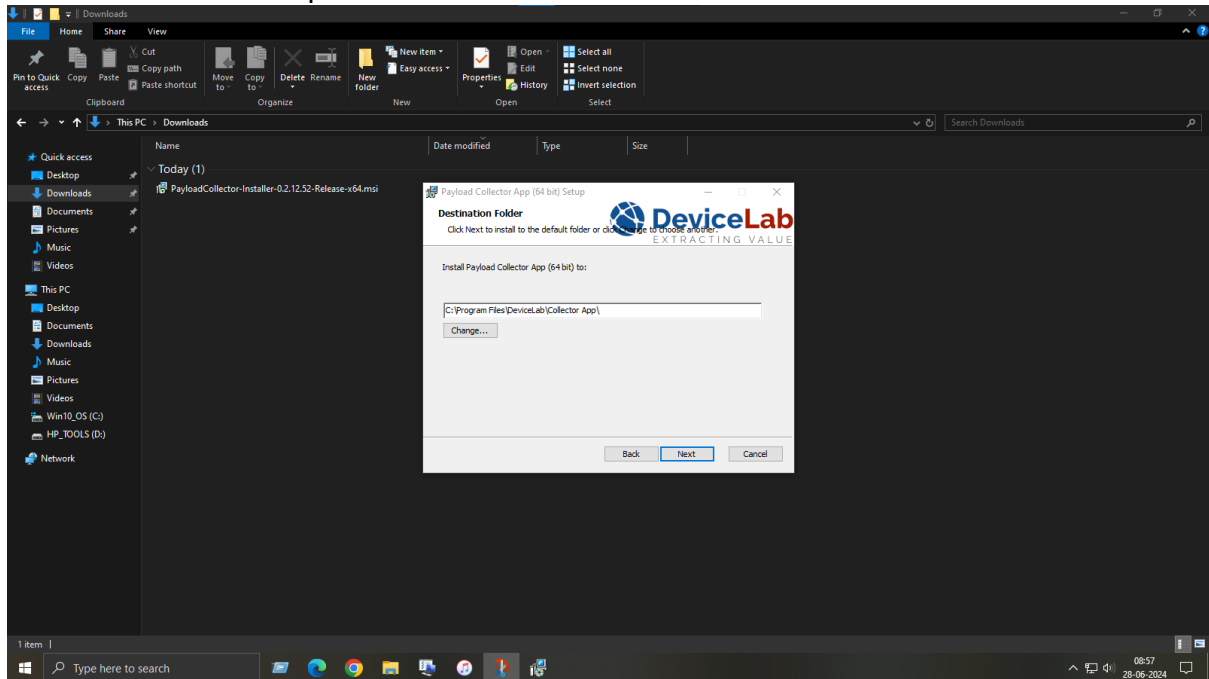 Downloads
File Home Share View
Pin to Quick access
Copy
Paste
Cut
Copy path
Paste shortcut
Clipboard
Move to
Copy to
Delete
Rename
Organize
New folder
New item
Easy access
New
Properties
Open
Edit
History
Open
Select all
Select none
Invert selection
Select
This PC > Downloads
Search Downloads
Name Date modified Type Size
Today (1)
PayloadCollector-Installer-0.2.12.52-Release-x64.msi
Quick access
Desktop
Downloads
Documents
Pictures
Music
Videos
This PC
Desktop
Documents
Downloads
Music
Pictures
Videos
Win10_OS (C:)
HP_TOOLS (D:)
Network
Payload Collector App (64 bit) Setup
Destination Folder
Click Next to install to the default folder or click Change to choose another.
DeviceLab
EXTRACTING VALUE
Install Payload Collector App (64 bit) to:
C:\Program Files\DeviceLab\Collector App\
Change...
Back Next Cancel
1 item
Type here to search
08:57
28-06-2024